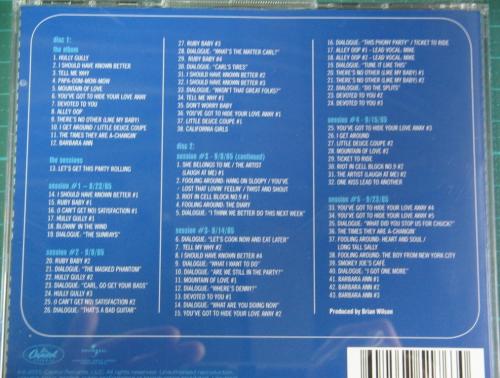 disc 1:
the album
1. HULLY GULLY
2. I SHOULD HAVE KNOWN BETTER
3. TELL ME WHY
4. PAPA-OOM-MOW-MOW
5. MOUNTAIN OF LOVE
6. YOU'VE GOT TO HIDE YOUR LOVE AWAY
7. DEVOTED TO YOU
8. ALLEY OOP
9. THERE'S NO OTHER (LIKE MY BABY)
10. I GET AROUND / LITTLE DEUCE COUPE
11. THE TIMES THEY ARE A-CHANGIN'
12. BARBARA ANN
the sessions
13. LET'S GET THIS PARTY ROLLING
session #1 – 8/23/65
14. I SHOULD HAVE KNOWN BETTER #1
15. RUBY BABY #1
16. (I CAN'T GET NO) SATISFACTION #1
17. HULLY GULLY #1
18. BLOWIN' IN THE WIND
19. DIALOGUE: "THE SUNRAYS"
session #2 – 9/8/65
20. RUBY BABY #2
21. DIALOGUE: "THE MASKED PHANTOM"
22. HULLY GULLY #2
23. DIALOGUE: "CARL, GO GET YOUR BASS"
24. HULLY GULLY #3
25. (I CAN'T GET NO) SATISFACTION #2
26. DIALOGUE: "THAT'S A BAD GUITAR"
27. RUBY BABY #3
28. DIALOGUE: "WHAT'S THE MATTER CARL?"
29. RUBY BABY #4
30. DIALOGUE: "CARL'S TIRES"
31. I SHOULD HAVE KNOWN BETTER #2
32. I SHOULD HAVE KNOWN BETTER #3
33. DIALOGUE: "WASN'T THAT GREAT FOLKS?"
34. TELL ME WHY #1
35. DON'T WORRY BABY
36. YOU'VE GOT TO HIDE YOUR LOVE AWAY #1
37. LITTLE DEUCE COUPE #1
38. CALIFORNIA GIRLS
disc 2:
session #2 - 9/8/65 (continued)
1. SHE BELONGS TO ME / THE ARTIST
(LAUGH AT ME) #1
2. FOOLING AROUND: HANG ON SLOOPY / YOU'VE
LOST THAT LOVIN' FEELIN' / TWIST AND SHOUT
3. RIOT IN CELL BLOCK NO.9 #1
4. FOOLING AROUND: THE DIARY
5. DIALOGUE: "I THINK WE BETTER DO THIS NEXT WEEK"
session #3- 9/14/65
6. DIALOGUE: "LET'S COOK NOW AND EAT LATER"
7. TELL ME WHY #2
8. I SHOULD HAVE KNOWN BETTER #4
9. DIALOGUE: "WHAT I WANT TO DO"
10. DIALOGUE: "ARE WE STILL IN THE PARTY?"
11. MOUNTAIN OF LOVE #1
12. DIALOGUE: "WHERE'S DENNY?"
13. DEVOTED TO YOU #1
14. DIALOGUE: "WHAT ARE YOU DOING NOW"
15. YOU'VE GOT TO HIDE YOUR LOVE AWAY #2
16. DIALOGUE: "THIS PHONY PARTY" / TICKET TO RIDE
17. ALLEY OOP #1 - LEAD VOCAL: MIKE
18. ALLEY OOP #2 - LEAD VOCAL: MIKE
19. DIALOGUE: "TUNE IT LIKE THIS"
20. THERE'S NO OTHER (LIKE MY BABY) #1
21. THERE'S NO OTHER (LIKE MY BABY) #2
22. DIALOGUE: "DO THE SPLITS"
23. DEVOTED TO YOU #2
24. DEVOTED TO YOU #3
session #4 - 9/15/65
25. YOU'VE GOT TO HIDE YOUR LOVE AWAY #3
26. I GET AROUND
27. LITTLE DEUCE COUPE #2
28. MOUNTAIN OF LOVE #2
29. TICKET TO RIDE
30. RIOT IN CELL BLOCK NO.9 #2
31. THE ARTIST (LAUGH AT ME) #2
32. ONE KISS LEAD TO ANOTHER
session #5 - 9/23/65
33. YOU'VE GOT TO HIDE YOUR LOVE AWAY #4
34. YOU'VE GOT TO HIDE YOUR LOVE AWAY #5
35. DIALOGUE: "WHAT DID YOU STOP US FOR CHUCK?"
36. THE TIMES THEY ARE A-CHANGIN'
37. FOOLING AROUND: HEART AND SOUL /
LONG TALL SALLY
38. FOOLING AROUND: THE BOY FROM NEW YORK CITY
39. SMOKEY JOE'S CAFÉ
40. DIALOGUE: "I GOT ONE MORE"
41. BARBARA ANN #1
42. BARBARA ANN #2
43. BARBARA ANN #3
Produced by Brian Wilson
Capitol
2015 Capitol Records, LLC. All rights reserved. Unauthorized reproduction